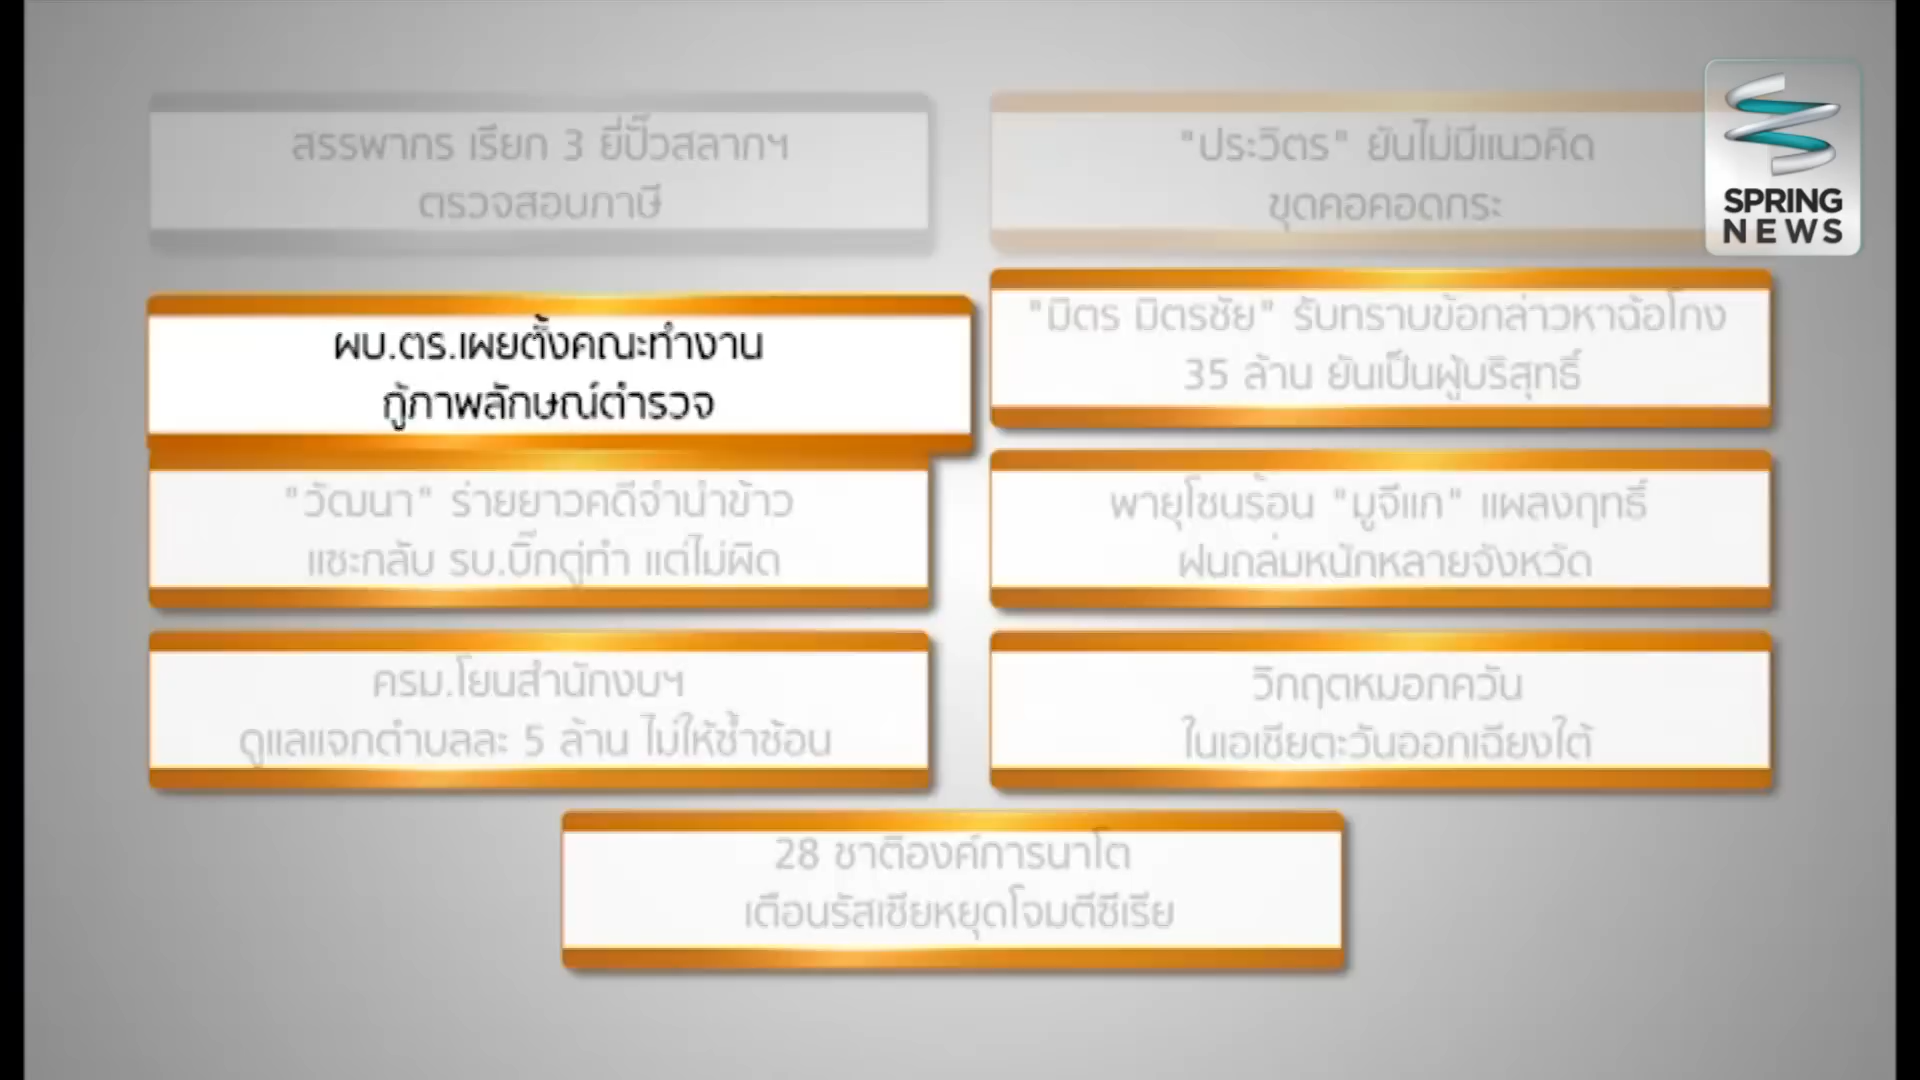 สรรพากร เรียก 3 ยี่ปั๊วสลากฯ
ตรวจสอบภาษี
"ประวิตร" ยันไม่มีแนวคิด
ขุดคอคอดกระ
SPRING
NEWS
ผบ.ตร.เผยตั้งคณะทำงาน
กู้ภาพลักษณ์ตำรวจ
"มิตร มิตรชัย" รับทราบข้อกล่าวหาฉ้อโกง
35 ล้าน ยันเป็นผู้บริสุทธิ์
"วัฒนา" ร่ายยาวคดีจำนำข้าว
แซะกลับ รบ.บิ๊กตู่ทำ แต่ไม่ผิด
พายุโซนร้อน "มูจีแก" แผลงฤทธิ์
ฝนถล่มหนักหลายจังหวัด
ครม.โยนสำนักงบฯ
ดูแลแจกตำบลละ 5 ล้าน ไม่ให้ซ้ำซ้อน
วิกฤตหมอกควัน
ในเอเชียตะวันออกเฉียงใต้
28 ชาติองค์การนาโต
เตือนรัสเซียหยุดโจมตีซีเรีย